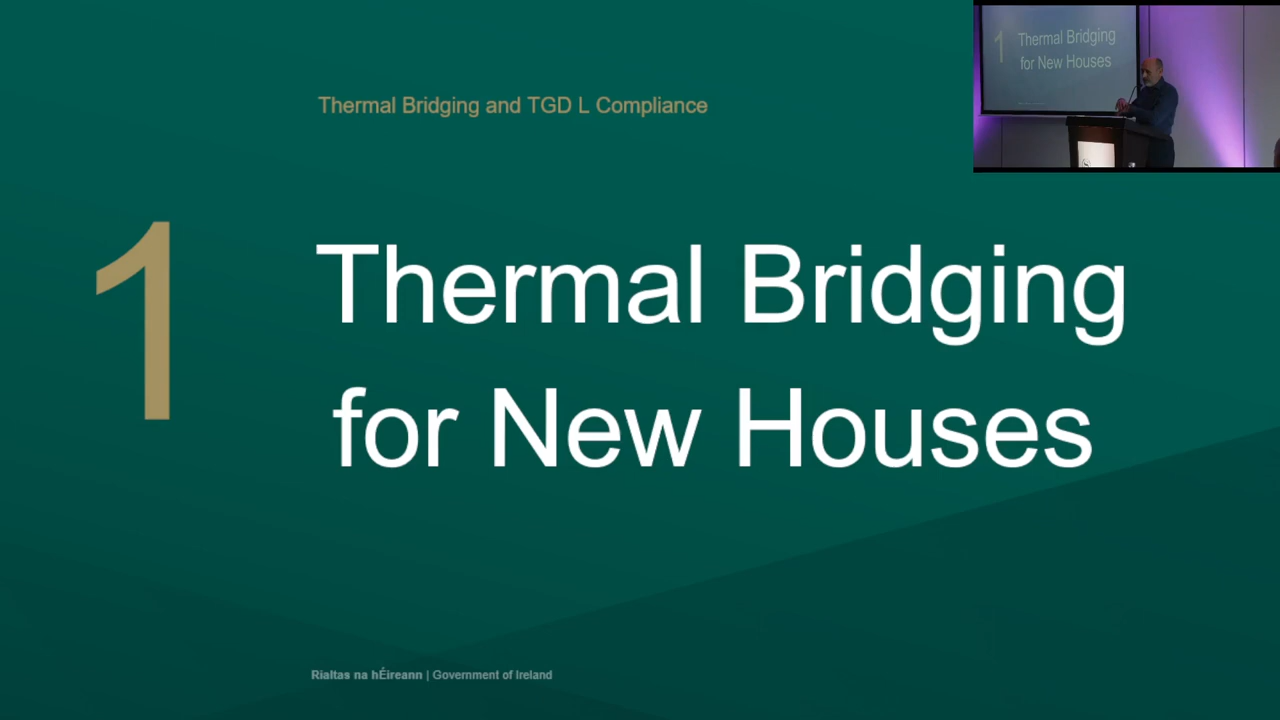 Thermal Bridging and TGD L Compliance
1
Thermal Bridging
for New Houses
Rialtas na hÉireann | Government of Ireland
1
Thermal Bridging
for New Houses